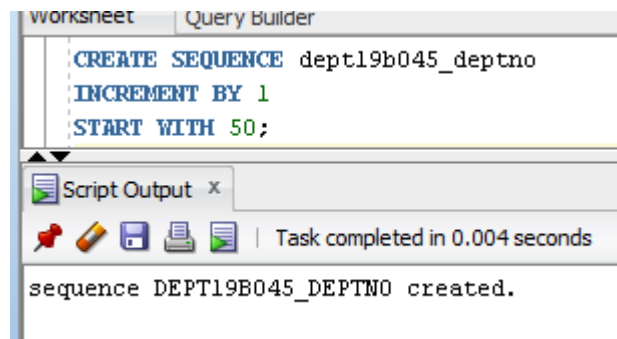 Worksheet Query Builder
CREATE SEQUENCE dept19b045_deptno
INCREMENT BY 1
START WITH 50;
Script Output x
Task completed in 0.004 seconds
sequence DEPT19B045_DEPTNO created.